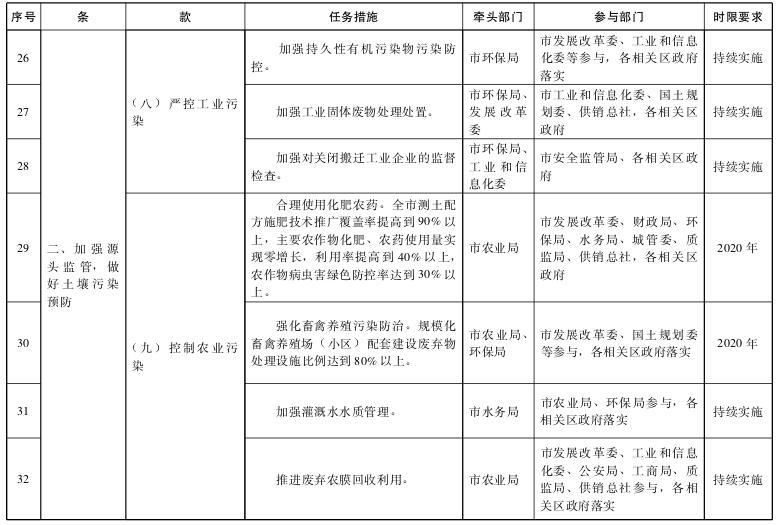 序号 条 款 任务措施 牵头部门 参与部门 时限要求
二、加强源
头监管，做
好土壤污染
预防
（八）严控工业污
染
26
加强持久性有机污染物污染防
控。
市环保局
市发展改革委、工业和信息
化委等参与，各相关区政府
落实
持续实施
27
加强工业固体废物处理处置。
市环保局、
发展改革
委
市工业和信息化委、国土规
划委、供销总社，各相关区
政府
持续实施
28
加强对关闭搬迁工业企业的监督
检查。
市环保局、
工业和信
息化委
市安全监管局、各相关区政
府
持续实施
（九）控制农业污
染
29
合理使用化肥农药。全市测土配
方施肥技术推广覆盖率提高到90%以
上，主要农作物化肥、农药使用量实
现零增长，利用率提高到40%以上，
农作物病虫害绿色防控率达到30%以
上。
市农业局
市发展改革委、财政局、环
保局、水务局、城管委、质
监局、供销总社，各相关区
政府
2020年
30
强化畜禽养殖污染防治。规模化
畜禽养殖场（小区）配套建设废弃物
处理设施比例达到80%以上。
市农业局、
环保局
市发展改革委、国土规划委
等参与，各相关区政府落实
2020年
31
加强灌溉水水质管理。
市水务局
市农业局、环保局参与，各
相关区政府落实
持续实施
32
推进废弃农膜回收利用。
市农业局
市发展改革委、工业和信息
化委、公安局、工商局、质
监局、供销总社参与，各相
关区政府落实
持续实施